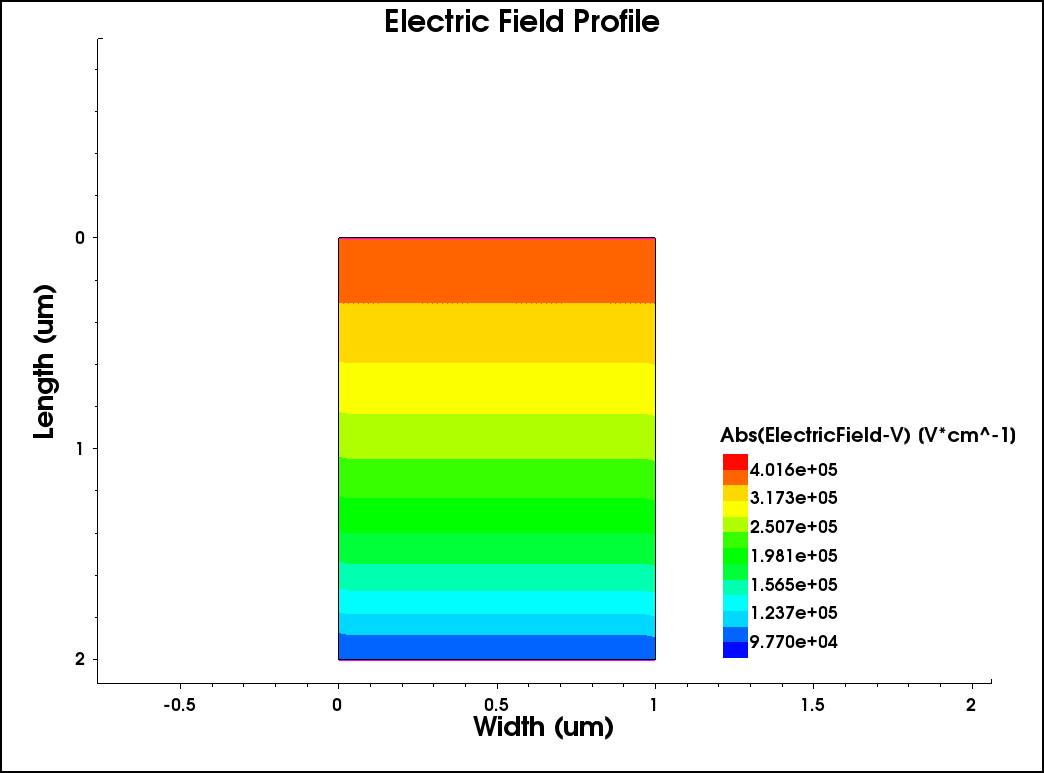 Electric Field Profile
0
Length (um)
1
Abs(ElectricField-V) (V*cm^-1)
4.016e+05
3.173e+05
2.507e+05
1.981e+05
1.565e+05
1.237e+05
9.770e+04
2
-0.5 0 0.5 1 1.5 2
Width (um)